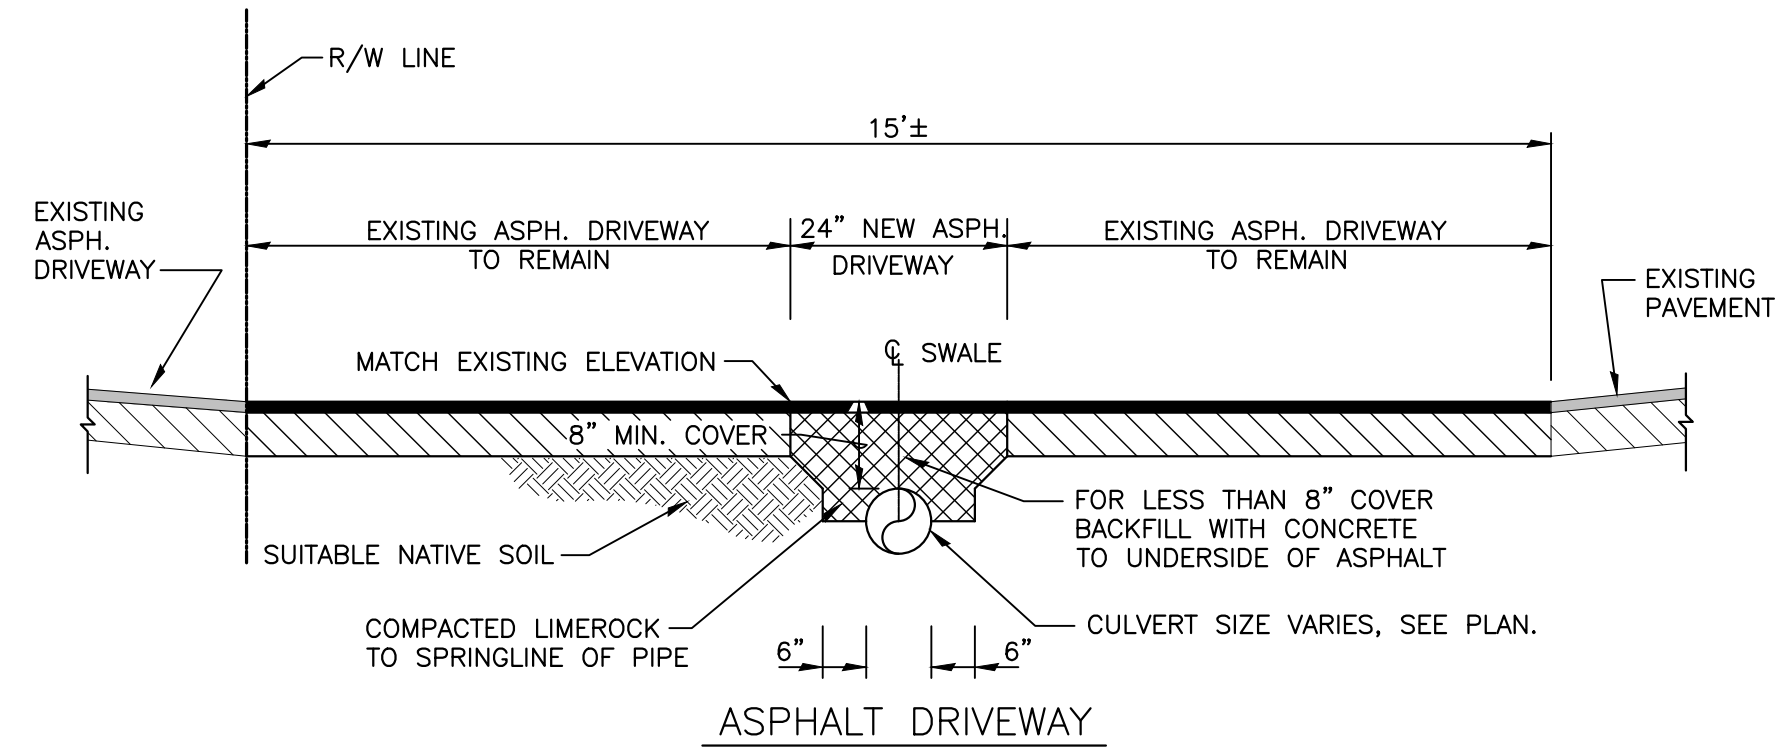 R/W LINE
15'±
EXISTING
ASPH.
DRIVEWAY
EXISTING ASPH. DRIVEWAY
TO REMAIN
24" NEW ASPH.
DRIVEWAY
EXISTING ASPH. DRIVEWAY
TO REMAIN
EXISTING
PAVEMENT
MATCH EXISTING ELEVATION
℄ SWALE
8" MIN. COVER
FOR LESS THAN 8" COVER
BACKFILL WITH CONCRETE
TO UNDERSIDE OF ASPHALT
SUITABLE NATIVE SOIL
COMPACTED LIMEROCK
TO SPRINGLINE OF PIPE
6"
6"
CULVERT SIZE VARIES, SEE PLAN.
ASPHALT DRIVEWAY